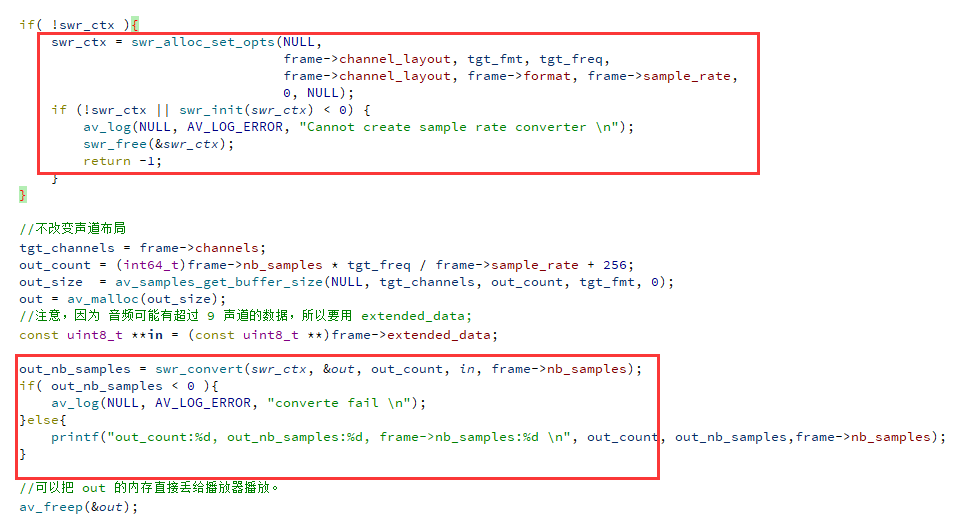 if( !swr_ctx ){
    swr_ctx = swr_alloc_set_opts(NULL,
                                 frame->channel_layout, tgt_fmt, tgt_freq,
                                 frame->channel_layout, frame->format, frame->sample_rate,
                                 0, NULL);
    if (!swr_ctx || swr_init(swr_ctx) < 0) {
        av_log(NULL, AV_LOG_ERROR, "Cannot create sample rate converter \n");
        swr_free(&swr_ctx);
        return -1;
    }
}
//不改变声道布局
tgt_channels = frame->channels;
out_count = (int64_t)frame->nb_samples * tgt_freq / frame->sample_rate + 256;
out_size  = av_samples_get_buffer_size(NULL, tgt_channels, out_count, tgt_fmt, 0);
out = av_malloc(out_size);
//注意，因为 音频可能有超过 9 声道的数据，所以要用 extended_data;
const uint8_t **in = (const uint8_t **)frame->extended_data;
out_nb_samples = swr_convert(swr_ctx, &out, out_count, in, frame->nb_samples);
if( out_nb_samples < 0 ){
    av_log(NULL, AV_LOG_ERROR, "converte fail \n");
}else{
    printf("out_count:%d, out_nb_samples:%d, frame->nb_samples:%d \n", out_count, out_nb_samples,frame->nb_samples);
}
//可以把 out 的内存直接丢给播放器播放。
av_freep(&out);